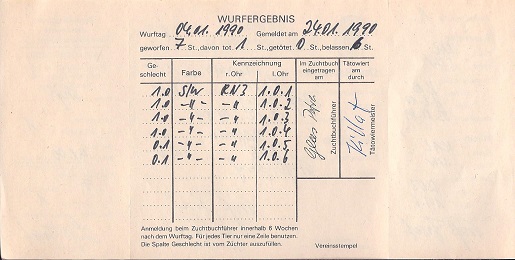 WURFERGEBNIS
Wurftag 04.01.1990 Gemeldet am 24.01.1990
geworfen 7 St., davon tot 1 St., getötet 0 St., belassen 6 St.
Ge-schlecht Farbe Kennzeichnung r. Ohr l. Ohr Im Zuchtbuch eingetragen am Tätowiert am durch
1.0 S/W RN3 1.0.1
1.0 -"- -" 1.0.2
1.0 -"- -" 1.0.3
1.0 -"- -" 1.0.4
0.1 -"- -" 1.0.5
0.1 -"- -" 1.0.6
Zuchtbuchführer
Tätowiermeister
Anmeldung beim Zuchtbuchführer innerhalb 6 Wochen
nach dem Wurftag. Für jedes Tier nur eine Zeile benutzen.
Die Spalte Geschlecht ist vom Züchter auszufüllen. Vereinsstempel